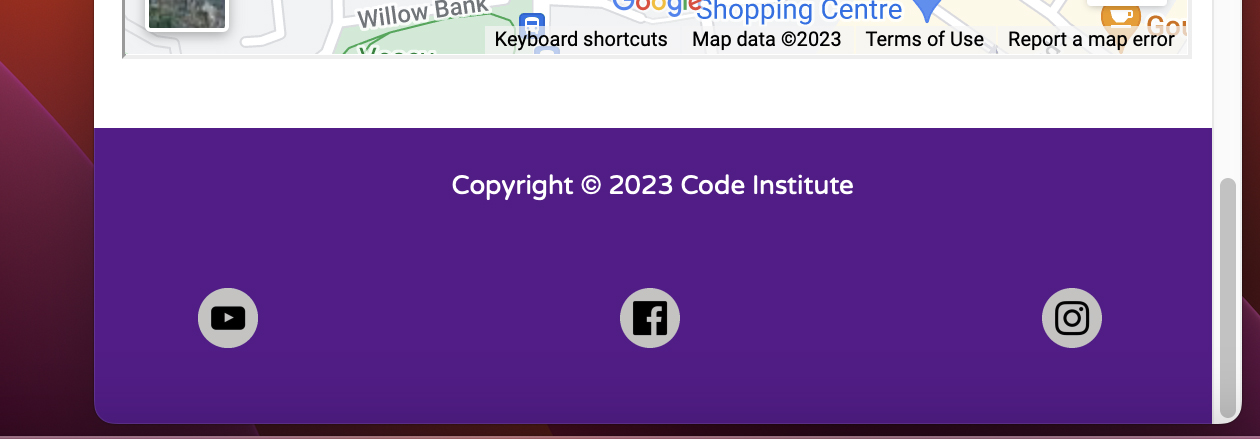 Willow Bank
Google
Shopping Centre
Keyboard shortcuts Map data ©2023 Terms of Use Report a map error
Copyright © 2023 Code Institute